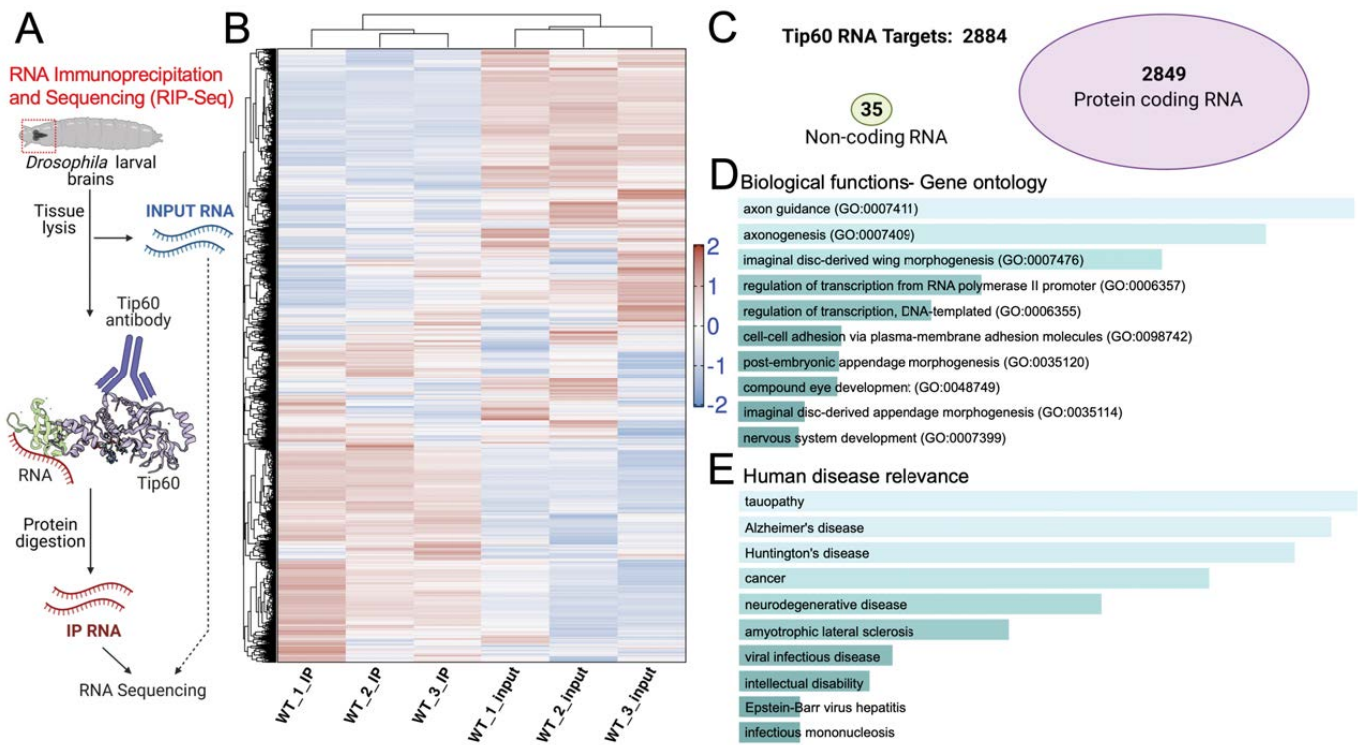 A
RNA Immunoprecipitation
and Sequencing (RIP-Seq)
Drosophila larval
brains
Tissue
lysis
INPUT RNA
Tip60
antibody
RNA
Tip60
Protein
digestion
IP RNA
RNA Sequencing
B
2
1
0
-1
-2
WT_1_IP
WT_2_IP
WT_3_IP
WT_1_input
WT_2_input
WT_3_input
C
Tip60 RNA Targets: 2884
35
Non-coding RNA
2849
Protein coding RNA
D
Biological functions- Gene ontology
axon guidance (GO:0007411)
axonogenesis (GO:0007409)
imaginal disc-derived wing morphogenesis (GO:0007476)
regulation of transcription from RNA polymerase II promoter (GO:0006357)
regulation of transcription, DNA-templated (GO:0006355)
cell-cell adhesion via plasma-membrane adhesion molecules (GO:0098742)
post-embryonic appendage morphogenesis (GO:0035120)
compound eye development (GO:0048749)
imaginal disc-derived appendage morphogenesis (GO:0035114)
nervous system development (GO:0007399)
E
Human disease relevance
tauopathy
Alzheimer's disease
Huntington's disease
cancer
neurodegenerative disease
amyotrophic lateral sclerosis
viral infectious disease
intellectual disability
Epstein-Barr virus hepatitis
infectious mononucleosis